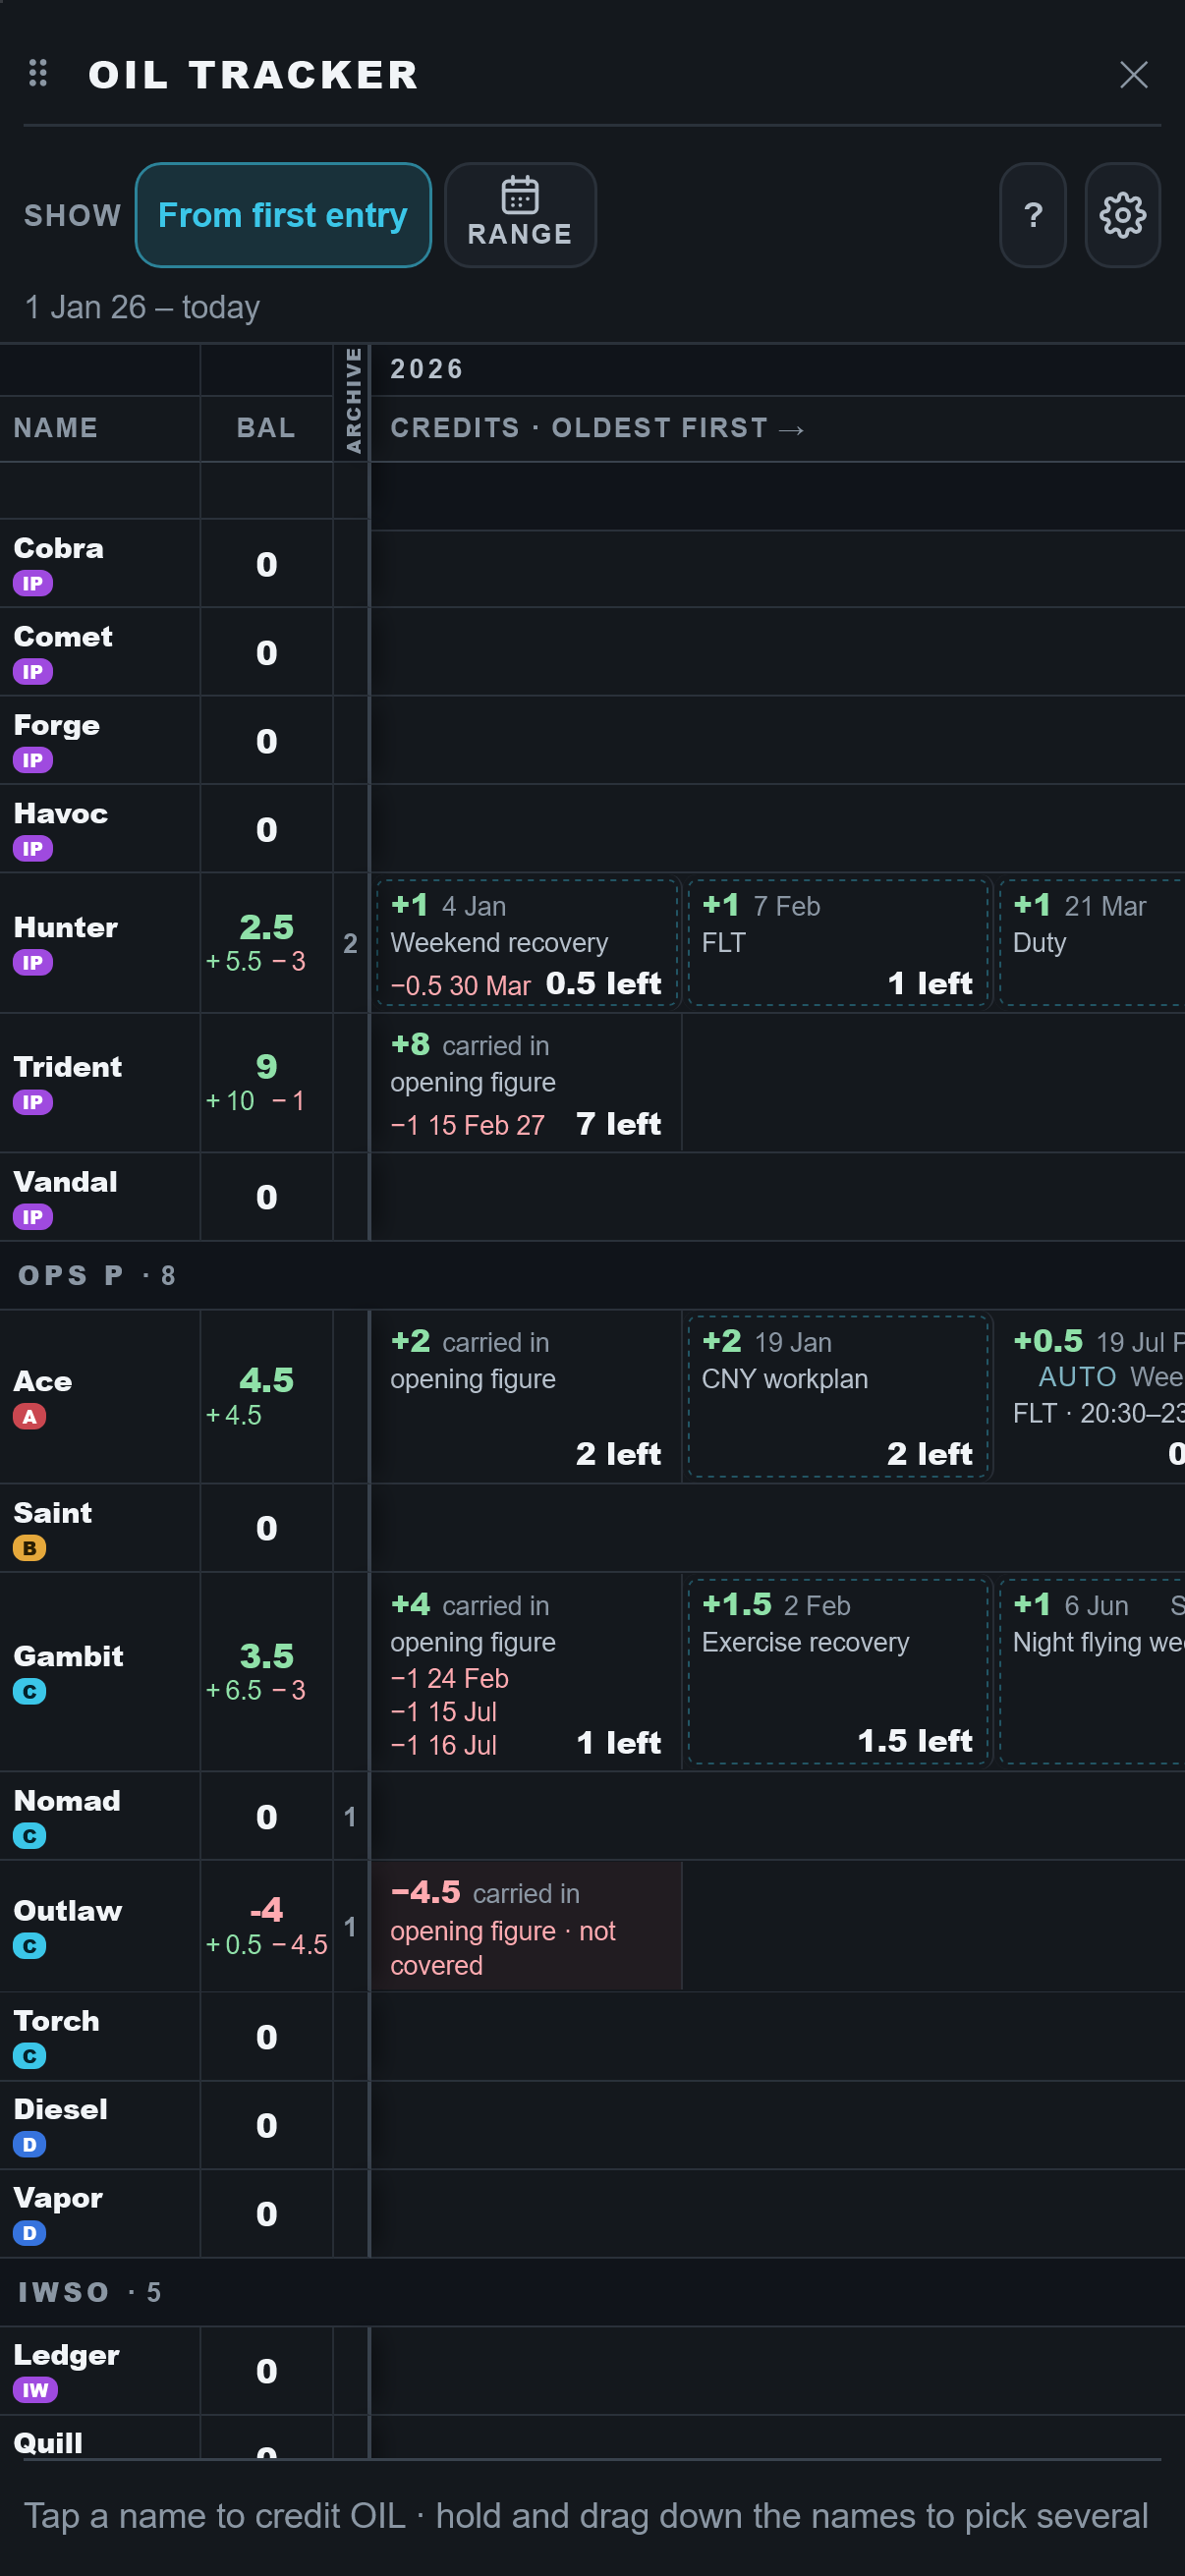 OIL TRACKER
SHOW
From first entry
RANGE
?
1 Jan 26 – today
ARCHIVE
2026
NAME
BAL
CREDITS · OLDEST FIRST →
Cobra
IP
0
Comet
IP
0
Forge
IP
0
Havoc
IP
0
Hunter
IP
2.5
+5.5 −3
2
+1 4 Jan
Weekend recovery
−0.5 30 Mar 0.5 left
+1 7 Feb
FLT
1 left
+1 21 Mar
Duty
Trident
IP
9
+10 −1
+8 carried in
opening figure
−1 15 Feb 27 7 left
Vandal
IP
0
OPS P · 8
Ace
A
4.5
+4.5
+2 carried in
opening figure
2 left
+2 19 Jan
CNY workplan
2 left
+0.5 19 Jul
AUTO
FLT · 20:30–23
Saint
B
0
Gambit
C
3.5
+6.5 −3
+4 carried in
opening figure
−1 24 Feb
−1 15 Jul
−1 16 Jul 1 left
+1.5 2 Feb
Exercise recovery
1.5 left
+1 6 Jun
Night flying
Nomad
C
0
1
Outlaw
C
-4
+0.5 −4.5
1
−4.5 carried in
opening figure · not
covered
Torch
C
0
Diesel
D
0
Vapor
D
0
IWSO · 5
Ledger
IW
0
Quill
0
Tap a name to credit OIL · hold and drag down the names to pick several